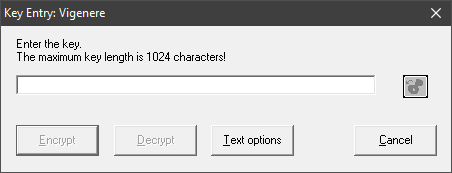 Key Entry: Vigenere
Enter the key.
The maximum key length is 1024 characters!
Encrypt
Decrypt
Text options
Cancel